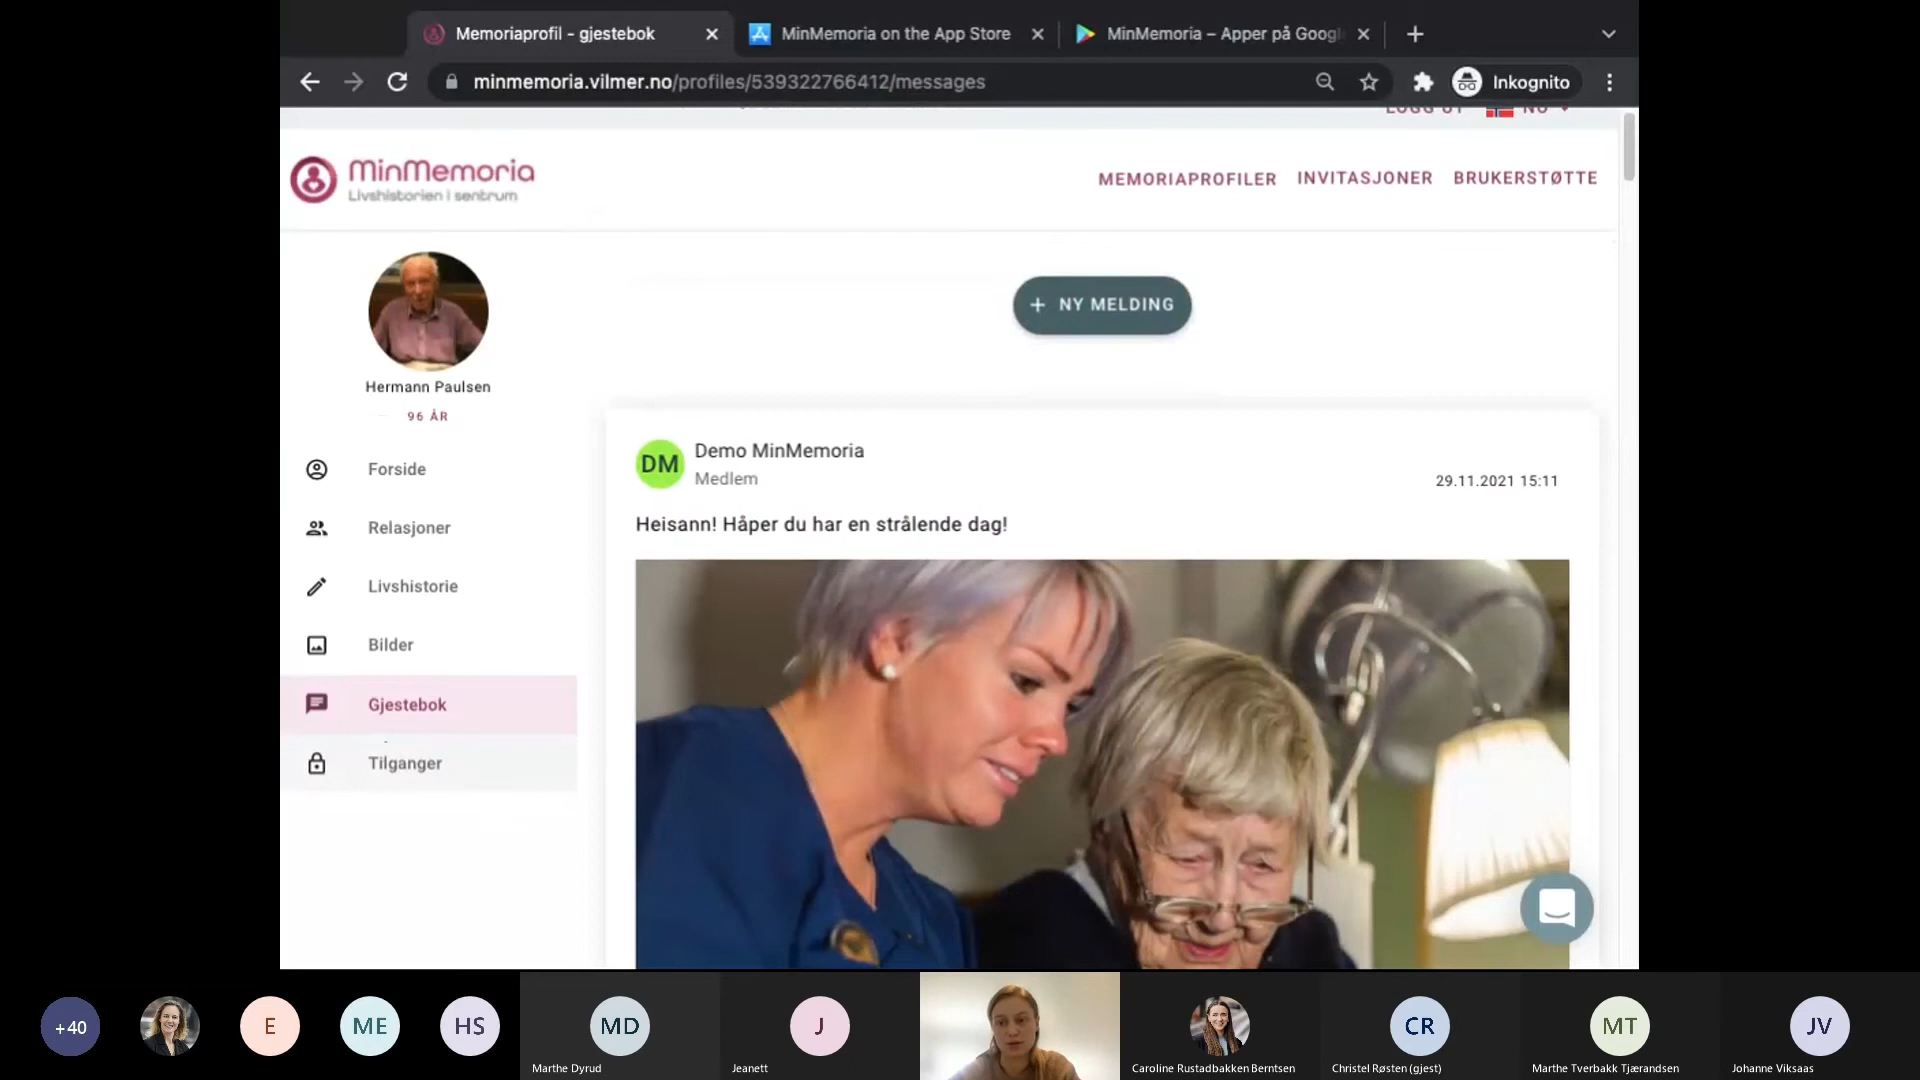 Memoriaprofil - gjestebok
MinMemoria on the App Store
MinMemoria – Apper på Googl
minmemoria.vilmer.no/profiles/539322766412/messages
Inkognito
LOGG UT
NO
MinMemoria
Livshistorien i sentrum
MEMORIAPROFILER
INVITASJONER
BRUKERSTØTTE
Hermann Paulsen
96 ÅR
Forside
Relasjoner
Livshistorie
Bilder
Gjestebok
Tilganger
+ NY MELDING
DM
Demo MinMemoria
Medlem
29.11.2021 15:11
Heisann! Håper du har en strålende dag!
+40
E
ME
HS
MD
Marthe Dyrud
J
Jeanett
Caroline Rustadbakken Berntsen
CR
Christel Røsten (gjest)
MT
Marthe Tverbakk Tjærandsen
JV
Johanne Viksaas